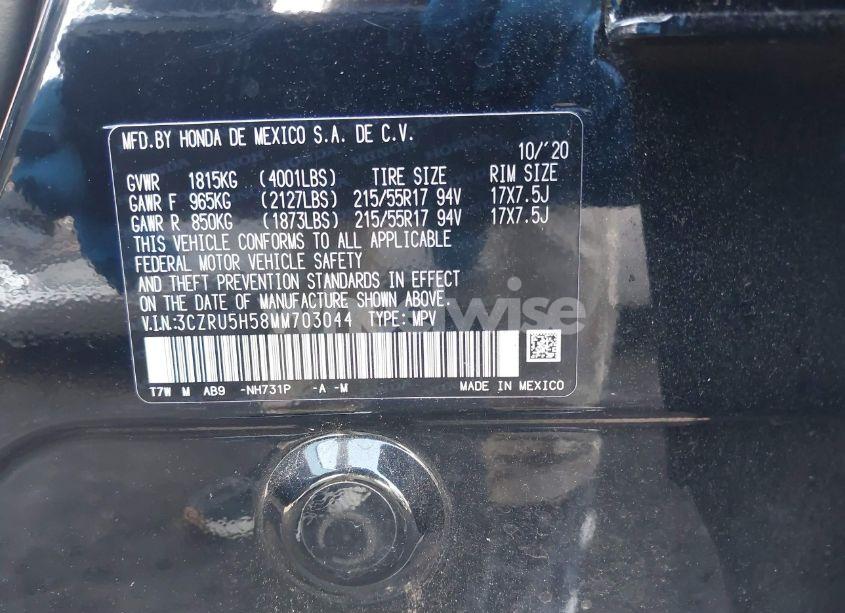 MFD.BY HONDA DE MEXICO S.A. DE C.V.
10/'20
GVWR 1815KG (4001LBS) TIRE SIZE RIM SIZE
GAWR F 965KG (2127LBS) 215/55R17 94V 17X7.5J
GAWR R 850KG (1873LBS) 215/55R17 94V 17X7.5J
THIS VEHICLE CONFORMS TO ALL APPLICABLE
FEDERAL MOTOR VEHICLE SAFETY
AND THEFT PREVENTION STANDARDS IN EFFECT
ON THE DATE OF MANUFACTURE SHOWN ABOVE.
V.I.N:3CZRU5H58MM703044 TYPE:MPV
T7W M AB9 -NH731P -A -M MADE IN MEXICO